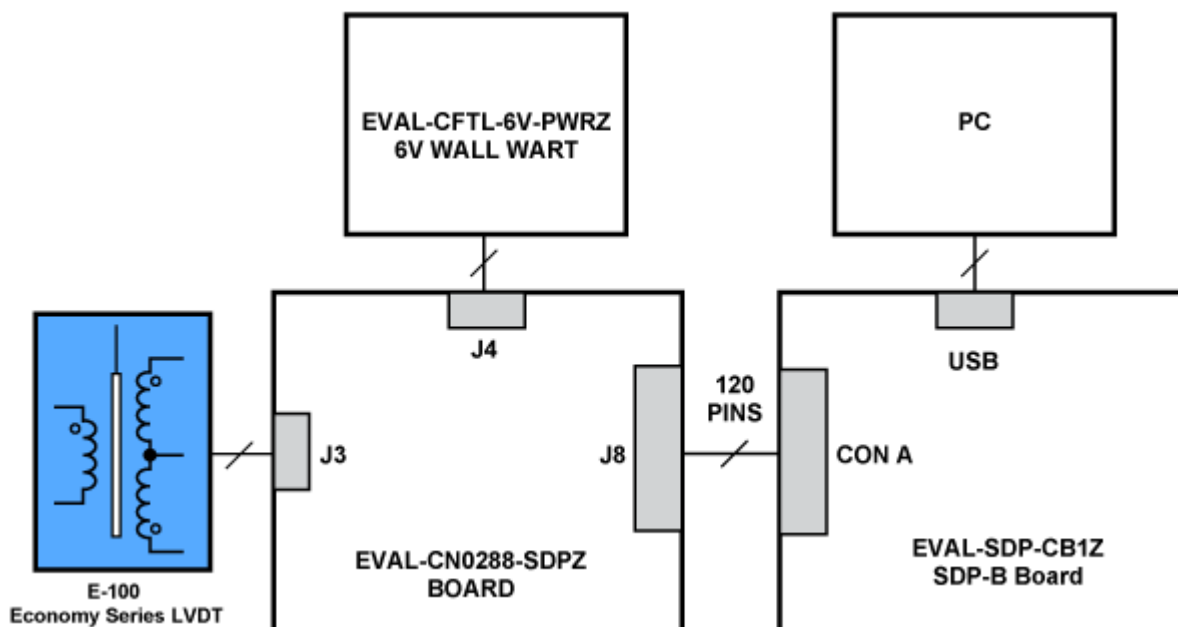 EVAL-CFTL-6V-PWRZ
6V WALL WART
PC
J4
USB
120
PINS
J3
J8
CON A
EVAL-CN0288-SDPZ
BOARD
EVAL-SDP-CB1Z
SDP-B Board
E-100
Economy Series LVDT